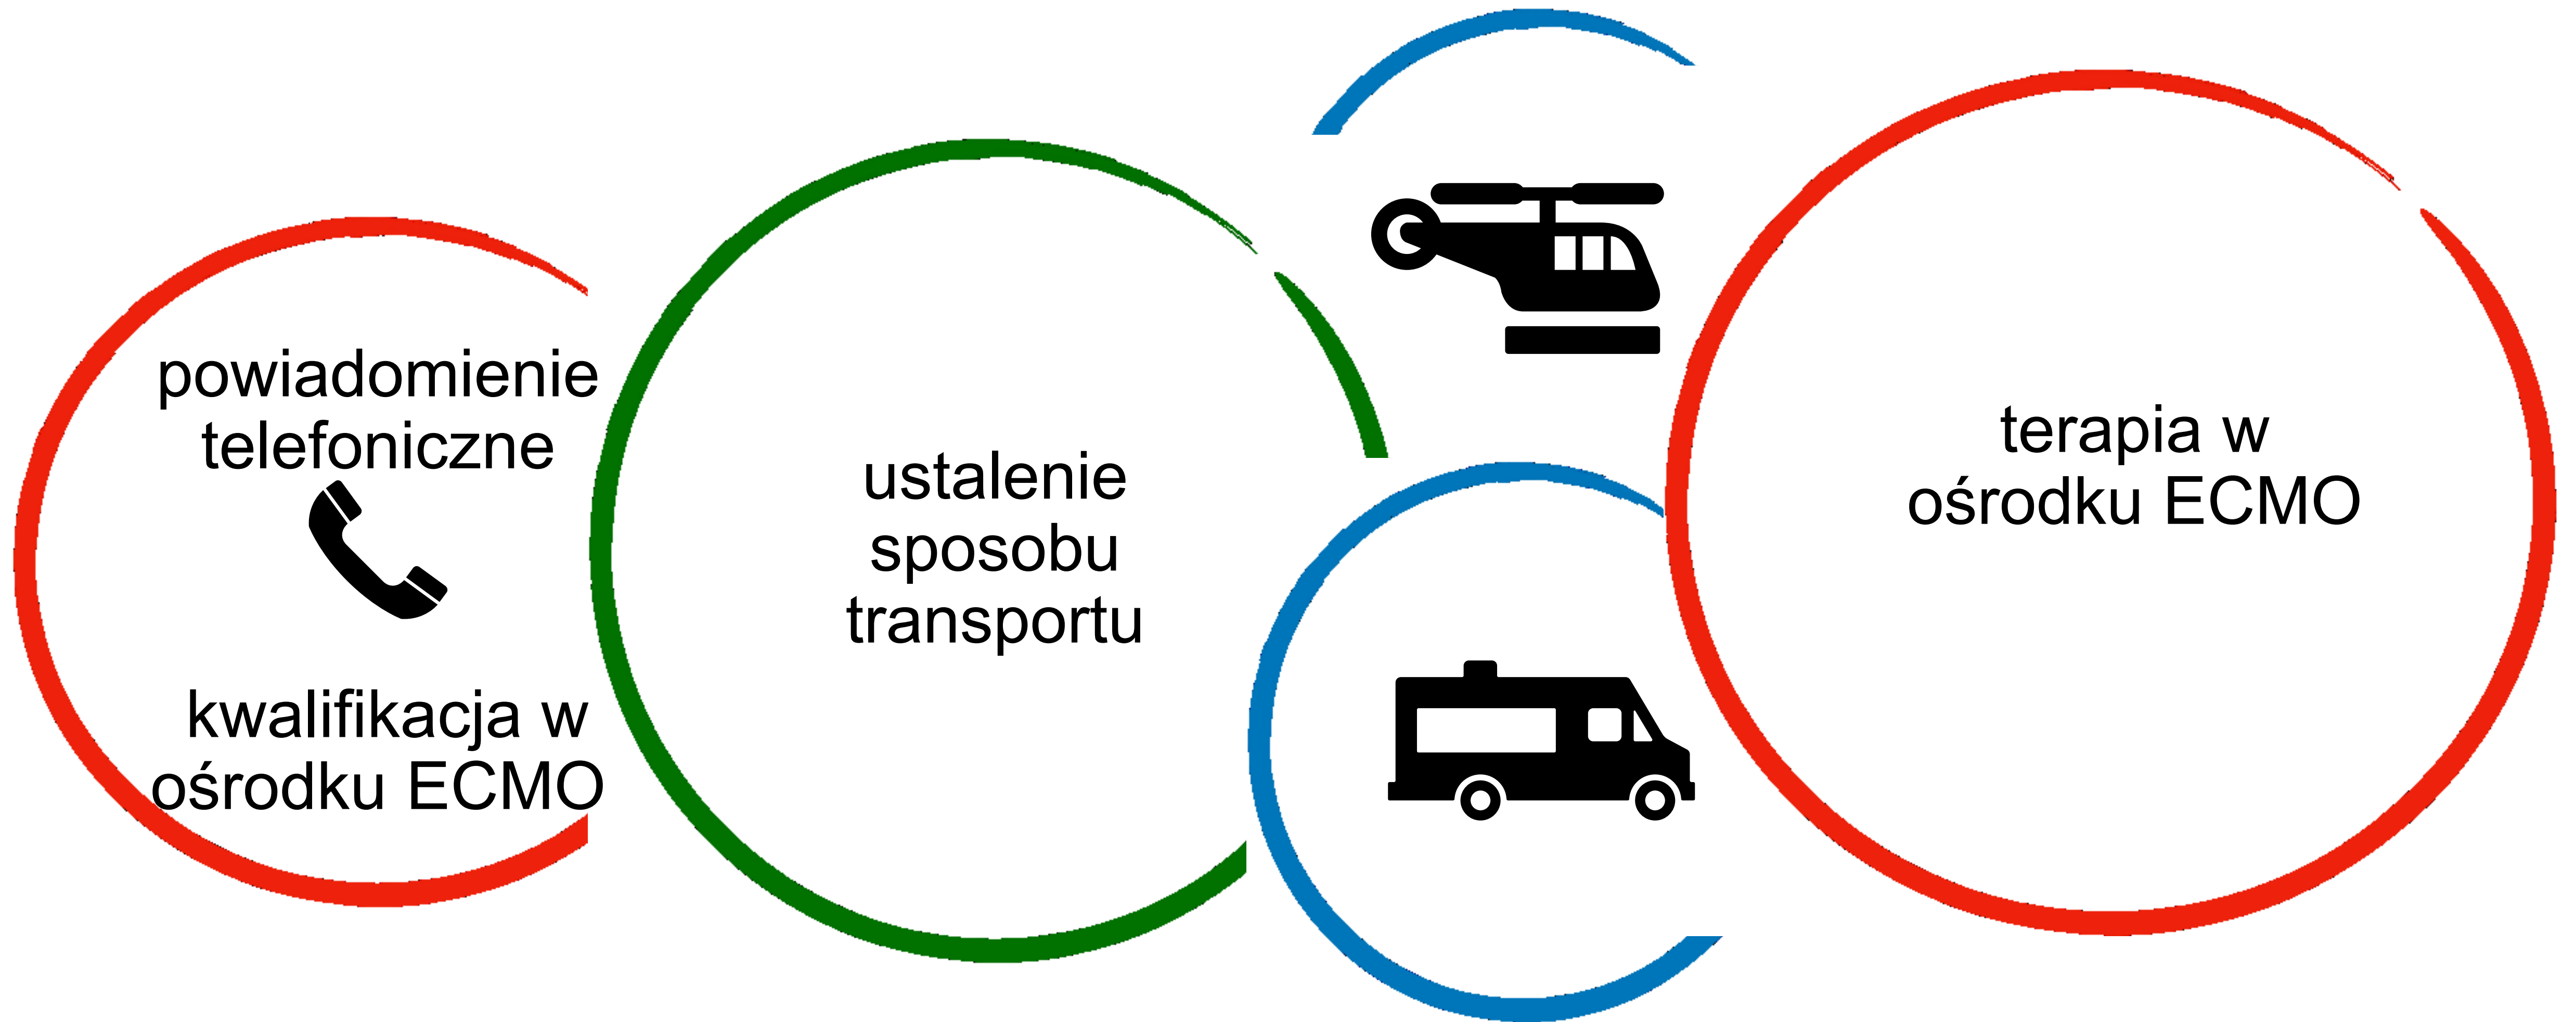 powiadomienie
telefoniczne
kwalifikacja w
ośrodku ECMO
ustalenie
sposobu
transportu
terapia w
ośrodku ECMO